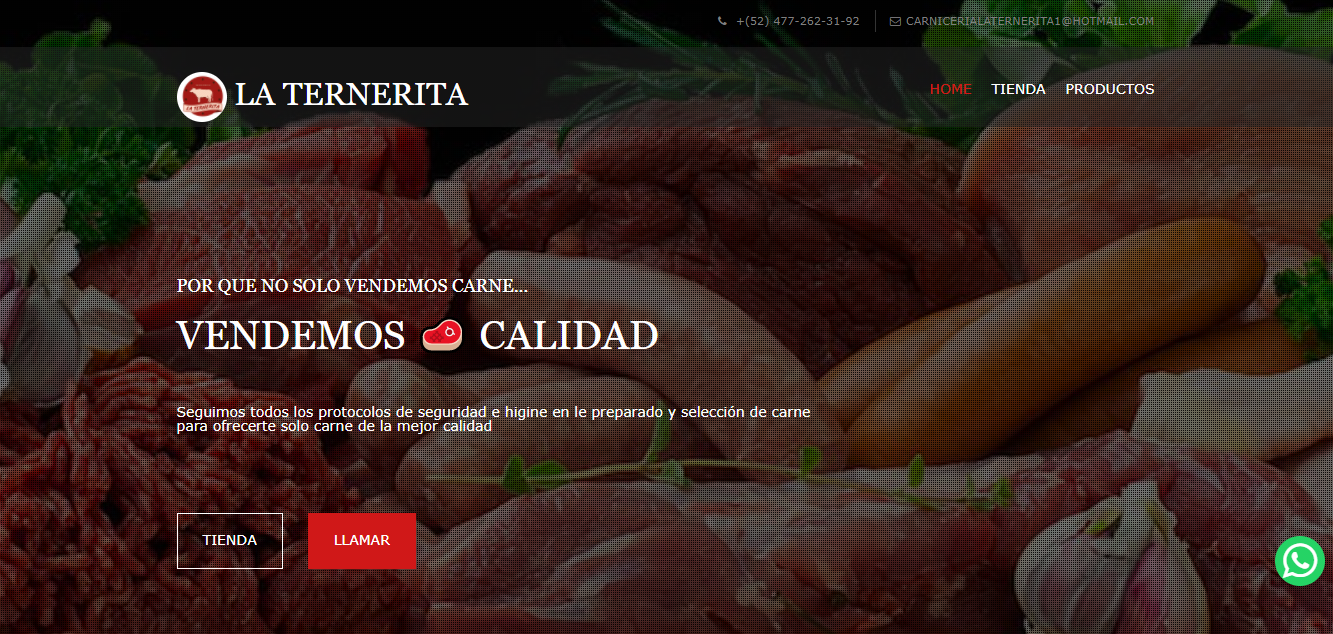 +(52) 477-262-31-92
CARNICERIALATERNERITA1@HOTMAIL.COM
LA TERNERITA
LA TERNERITA
HOME TIENDA PRODUCTOS
POR QUE NO SOLO VENDEMOS CARNE...
VENDEMOS 🥩 CALIDAD
Seguimos todos los protocolos de seguridad e higine en le preparado y selección de carne
para ofrecerte solo carne de la mejor calidad
TIENDA
LLAMAR